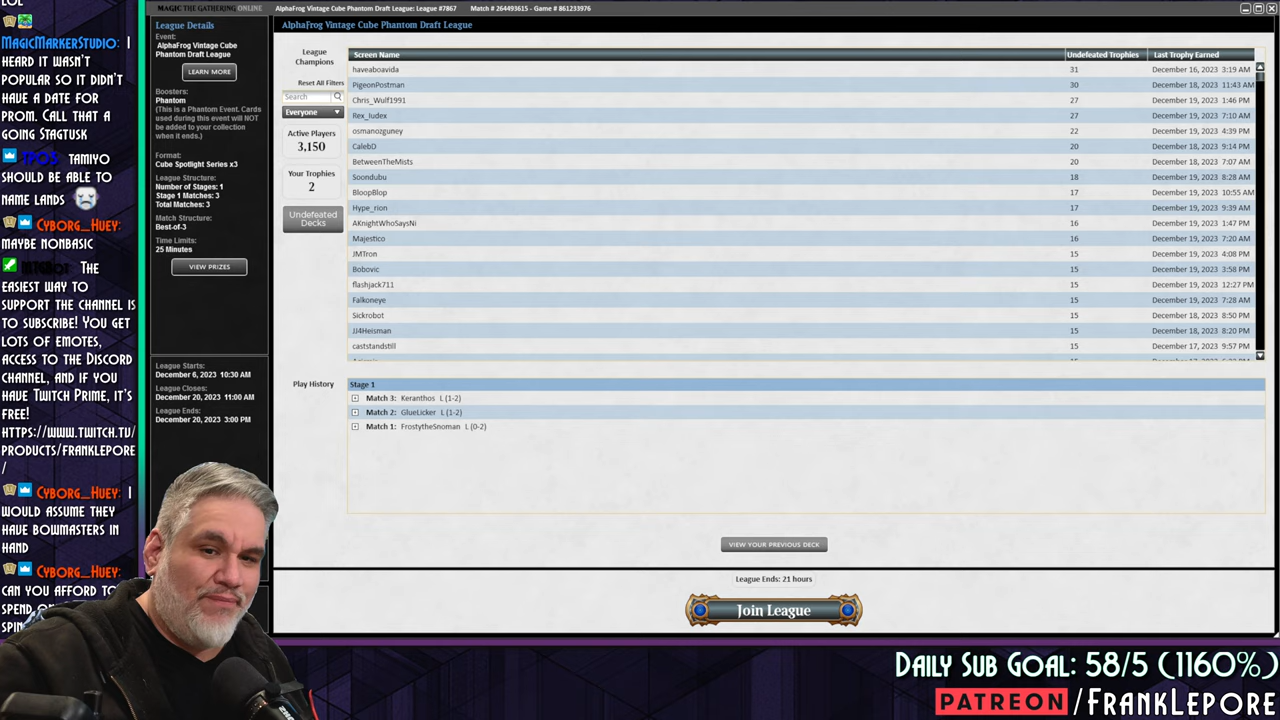 LOL
MagicMarkerStudio: I
heard it wasn't
popular so it didn't
have a date for
prom. Call that a
going Stagtusk
Tamiyo
should be able to
name lands
Cyborg_Huey:
maybe nonbasic
The
easiest way to
support the channel is
to subscribe! You get
lots of emotes,
access to the Discord
channel, and if you
have Twitch Prime, it's
free!
https://www.twitch.tv/
products/franklepore
/
Cyborg_Huey: I
would assume they
have bowmasters in
hand
Cyborg_Huey:
can you afford to
MAGIC THE GATHERING ONLINE
AlphaFrog Vintage Cube Phantom Draft League: League #7867 Match # 264493615 - Game # 861233976
League Details
Event:
AlphaFrog Vintage Cube
Phantom Draft League
LEARN MORE
Boosters:
Phantom
(This is a Phantom Event. Cards
used during this event will NOT
be added to your collection
when it ends.)
Format:
Cube Spotlight Series x3
League Structure:
Number of Stages: 1
Stage 1 Matches: 3
Total Matches: 3
Match Structure:
Best-of-3
Time Limits:
25 Minutes
VIEW PRIZES
League Starts:
December 6, 2023 10:30 AM
League Closes:
December 20, 2023 11:00 AM
League Ends:
December 20, 2023 3:00 PM
AlphaFrog Vintage Cube Phantom Draft League
League
Champions
Reset All Filters
Search
Everyone
Active Players
3,150
Your Trophies
2
Undefeated
Decks
Screen Name Undefeated Trophies Last Trophy Earned
haveaboavida 31 December 16, 2023 3:19 AM
PigeonPostman 30 December 18, 2023 11:43 AM
Chris_Wulf1991 27 December 19, 2023 1:46 PM
Rex_Iudex 27 December 19, 2023 7:10 AM
osmanozguney 22 December 19, 2023 4:39 PM
CalebD 20 December 18, 2023 9:14 PM
BetweenTheMists 20 December 18, 2023 7:07 AM
Soondubu 18 December 19, 2023 8:28 AM
BloopBlop 17 December 19, 2023 10:55 AM
Hype_rion 17 December 19, 2023 9:39 AM
AKnightWhoSaysNi 16 December 19, 2023 1:47 PM
Majestico 16 December 19, 2023 7:20 AM
JMTron 15 December 19, 2023 4:08 PM
Bobovic 15 December 19, 2023 3:58 PM
flashjack711 15 December 19, 2023 12:27 PM
Falkoneye 15 December 19, 2023 7:28 AM
Sickrobot 15 December 18, 2023 8:50 PM
JJ4Heisman 15 December 18, 2023 8:20 PM
caststandstill 15 December 17, 2023 9:57 PM
Play History
Stage 1
Match 3: Keranthos L (1-2)
Match 2: GlueLicker L (1-2)
Match 1: FrostytheSnoman L (0-2)
VIEW YOUR PREVIOUS DECK
League Ends: 21 hours
Join League
Daily Sub Goal: 58/5 (1160%)
PATREON/FrankLepore